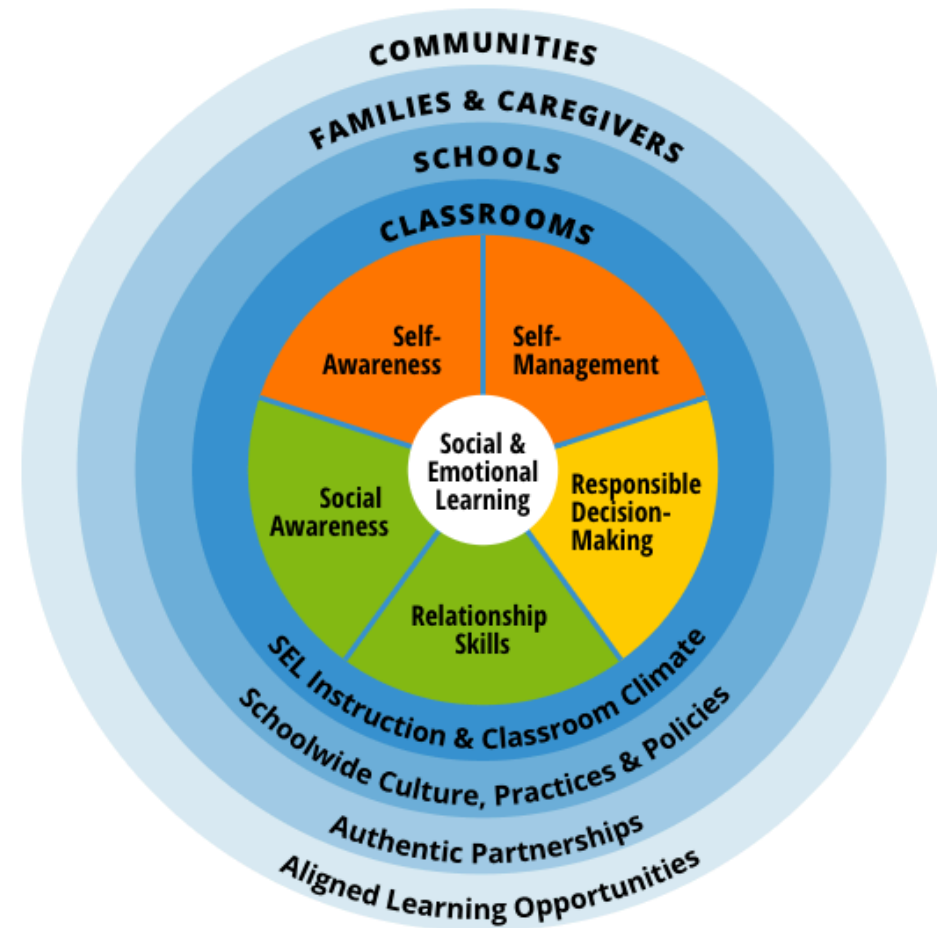 COMMUNITIES
FAMILIES & CAREGIVERS
SCHOOLS
CLASSROOMS
Self-
Awareness
Self-
Management
Social &
Emotional
Learning
Social
Awareness
Responsible
Decision-
Making
Relationship
Skills
SEL Instruction & Classroom Climate
Schoolwide Culture, Practices & Policies
Authentic Partnerships
Aligned Learning Opportunities